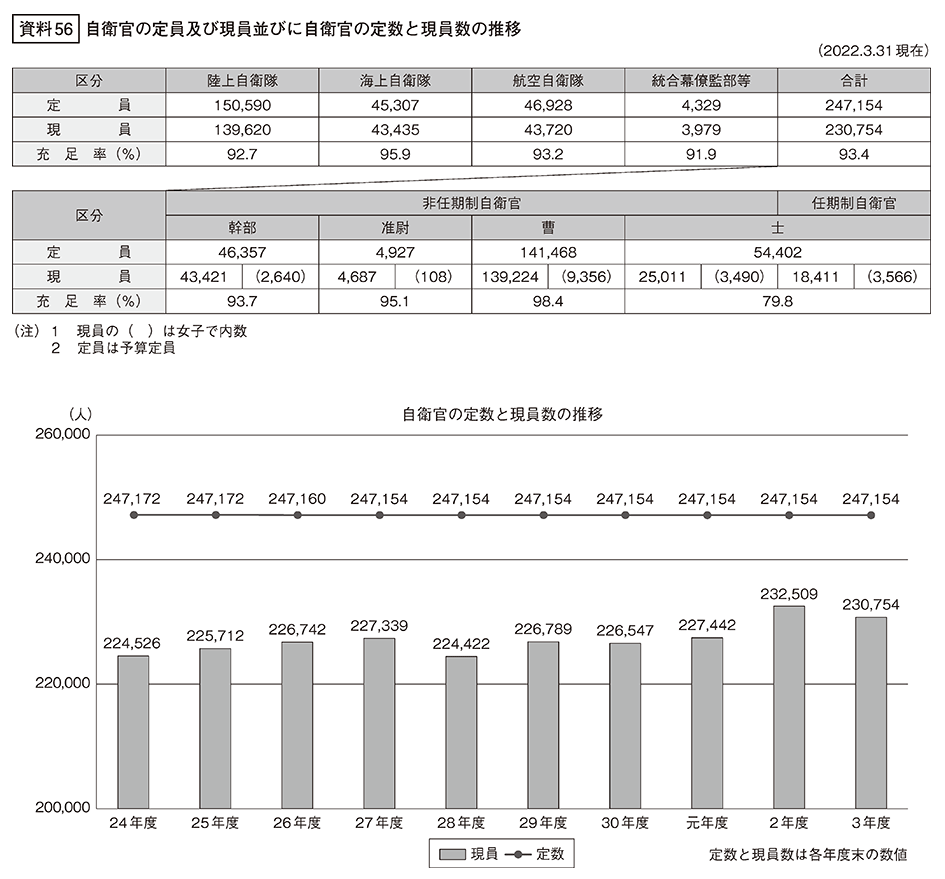 資料56 自衛官の定員及び現員並びに自衛官の定数と現員数の推移
（2022.3.31現在）
区分 陸上自衛隊 海上自衛隊 航空自衛隊 統合幕僚監部等 合計
定員 150,590 45,307 46,928 4,329 247,154
現員 139,620 43,435 43,720 3,979 230,754
充足率（%） 92.7 95.9 93.2 91.9 93.4
区分 非任期制自衛官 任期制自衛官
幹部 准尉 曹 士
定員 46,357 4,927 141,468 54,402
現員 43,421 （2,640） 4,687 （108） 139,224 （9,356） 25,011 （3,490） 18,411 （3,566）
充足率（%） 93.7 95.1 98.4 79.8
（注） 1 現員の（ ）は女子で内数
2 定員は予算定員
（人） 自衛官の定数と現員数の推移
260,000
247,172 247,172 247,160 247,154 247,154 247,154 247,154 247,154 247,154 247,154
240,000
224,526 225,712 226,742 227,339 224,422 226,789 226,547 227,442 232,509 230,754
220,000
200,000
24年度 25年度 26年度 27年度 28年度 29年度 30年度 元年度 2年度 3年度
現員 定数
定数と現員数は各年度末の数値